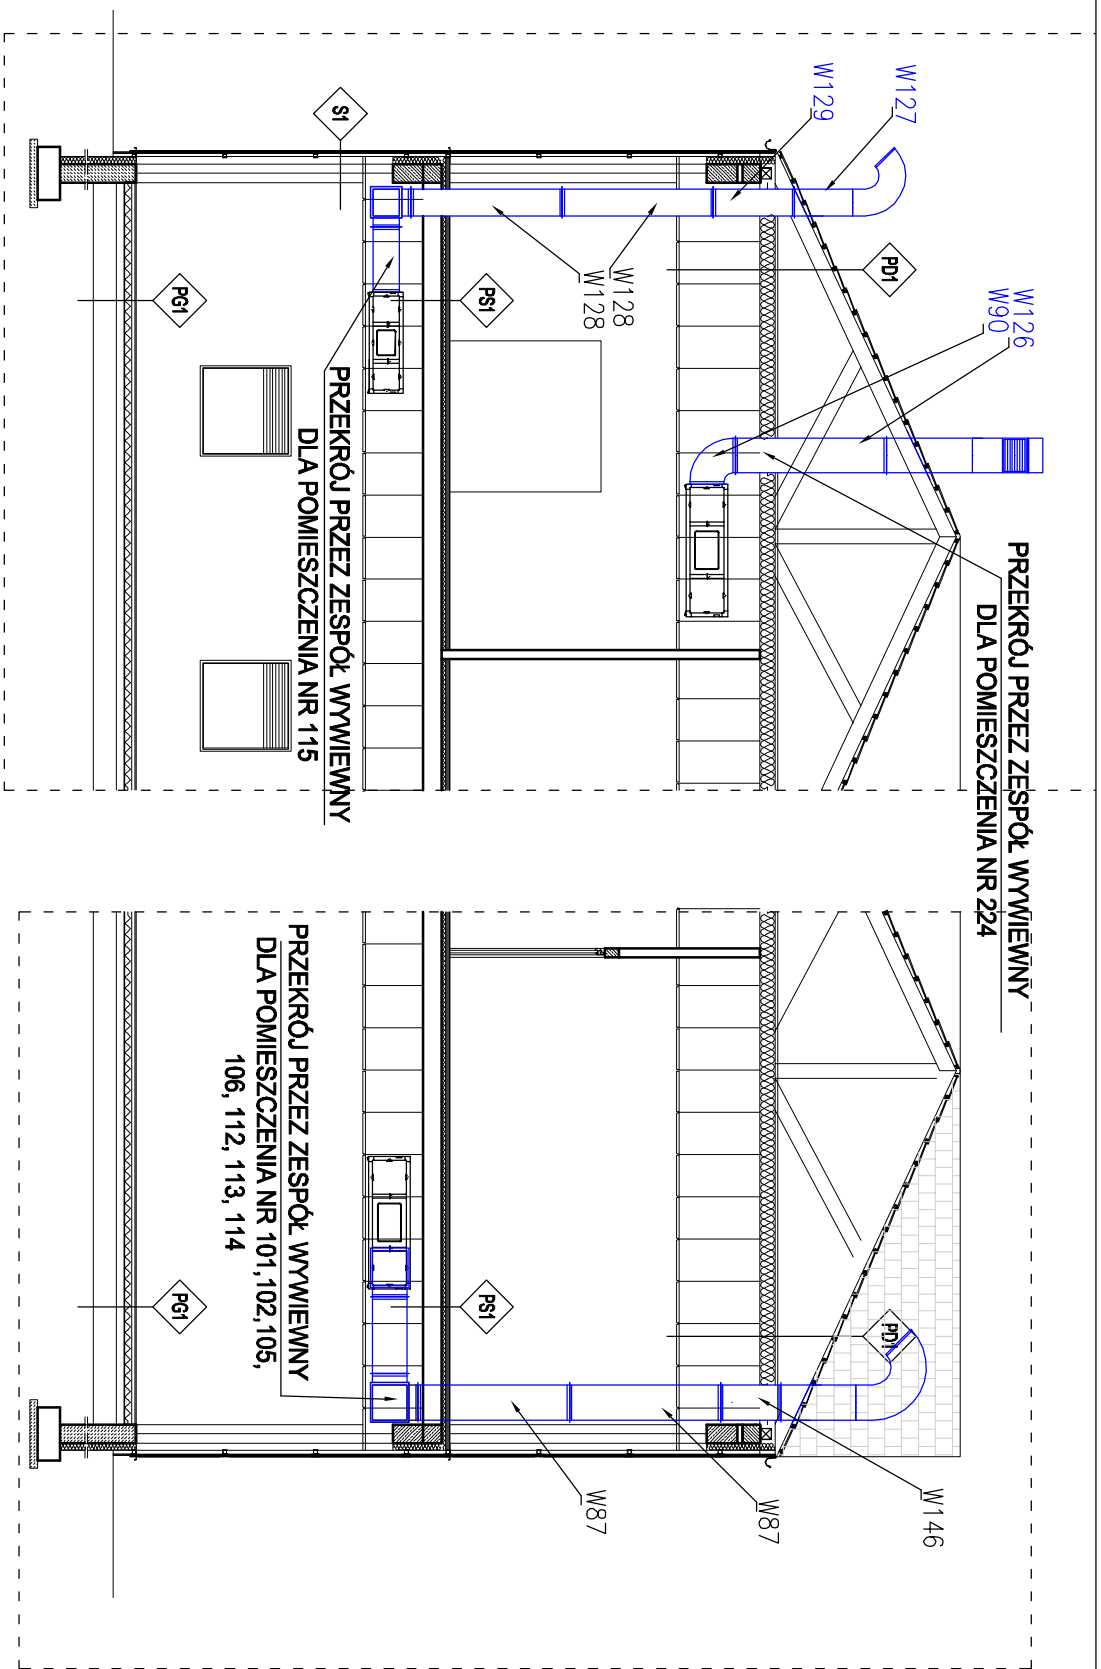 W127
W129
S1
PD1
W128
W128
PG1
PS1
W126
W90
PRZEKRÓJ PRZEZ ZESPÓŁ WYWIEWNY
DLA POMIESZCZENIA NR 115
PRZEKRÓJ PRZEZ ZESPÓŁ WYWIEWNY
DLA POMIESZCZENIA NR 224
PRZEKRÓJ PRZEZ ZESPÓŁ WYWIEWNY
DLA POMIESZCZENIA NR 101,102,105,
106, 112, 113, 114
PG1
PS1
PD1
W146
W87
W87